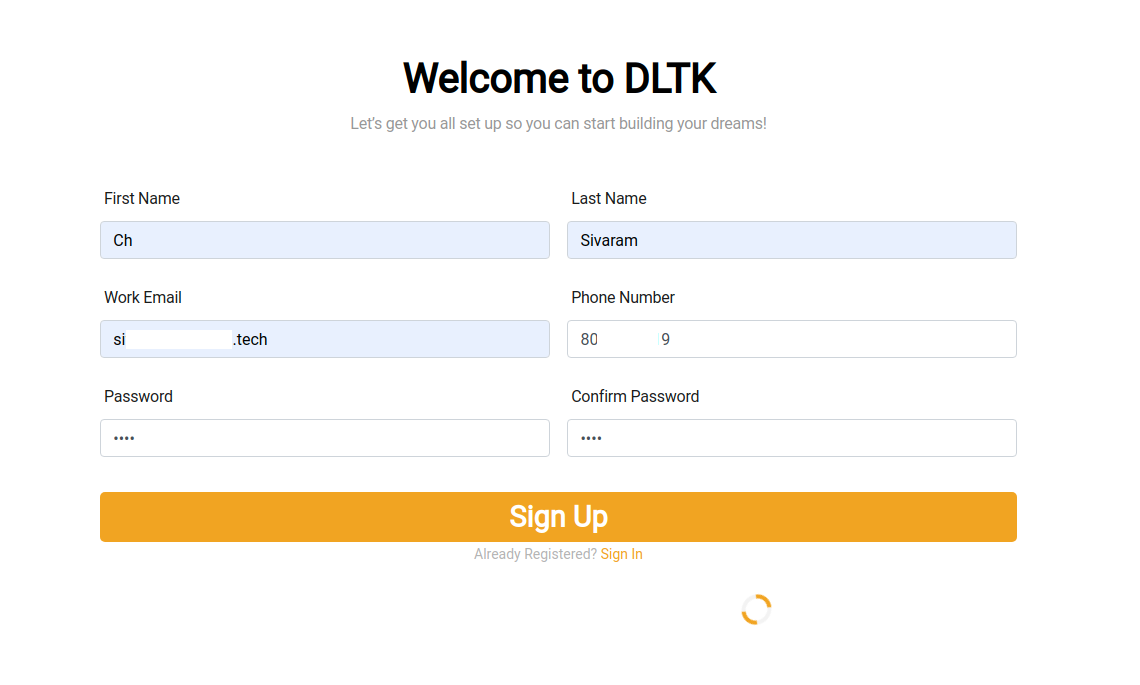 Welcome to DLTK
Let's get you all set up so you can start building your dreams!
First Name
Last Name
Ch
Sivaram
Work Email
Phone Number
si .tech
80 9
Password
Confirm Password
••••
••••
Sign Up
Already Registered? Sign In